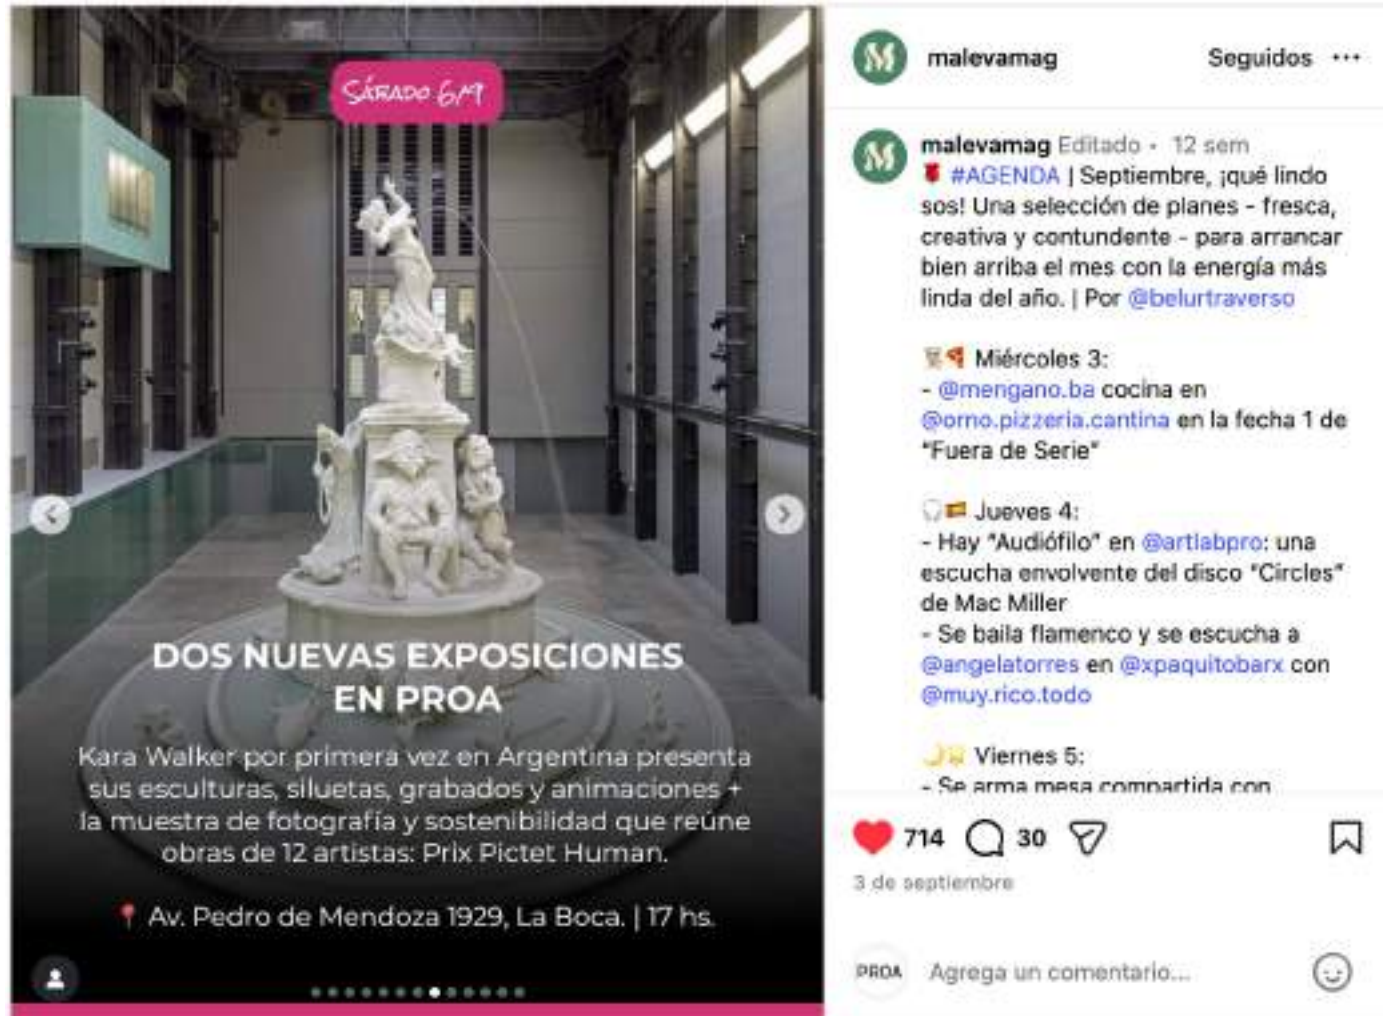 SÁBADO 6/9
DOS NUEVAS EXPOSICIONES
EN PROA
Kara Walker por primera vez en Argentina presenta
sus esculturas, siluetas, grabados y animaciones +
la muestra de fotografía y sostenibilidad que reúne
obras de 12 artistas: Prix Pictet Human.
Av. Pedro de Mendoza 1929, La Boca. | 17 hs.
malevamag Seguidos
malevamag Editado · 12 sem
#AGENDA | Septiembre, ¡qué lindo
sos! Una selección de planes - fresca,
creativa y contundente - para arrancar
bien arriba el mes con la energía más
linda del año. | Por @belurtraverso
Miércoles 3:
- @mengano.ba cocina en
@orno.pizzeria.cantina en la fecha 1 de
"Fuera de Serie"
Jueves 4:
- Hay "Audiófilo" en @artlabpro: una
escucha envolvente del disco "Circles"
de Mac Miller
- Se baila flamenco y se escucha a
@angelatorres en @xpaquitobarx con
@muy.rico.todo
Viernes 5:
- Se arma mesa compartida con
714 30
3 de septiembre
PROA Agrega un comentario...